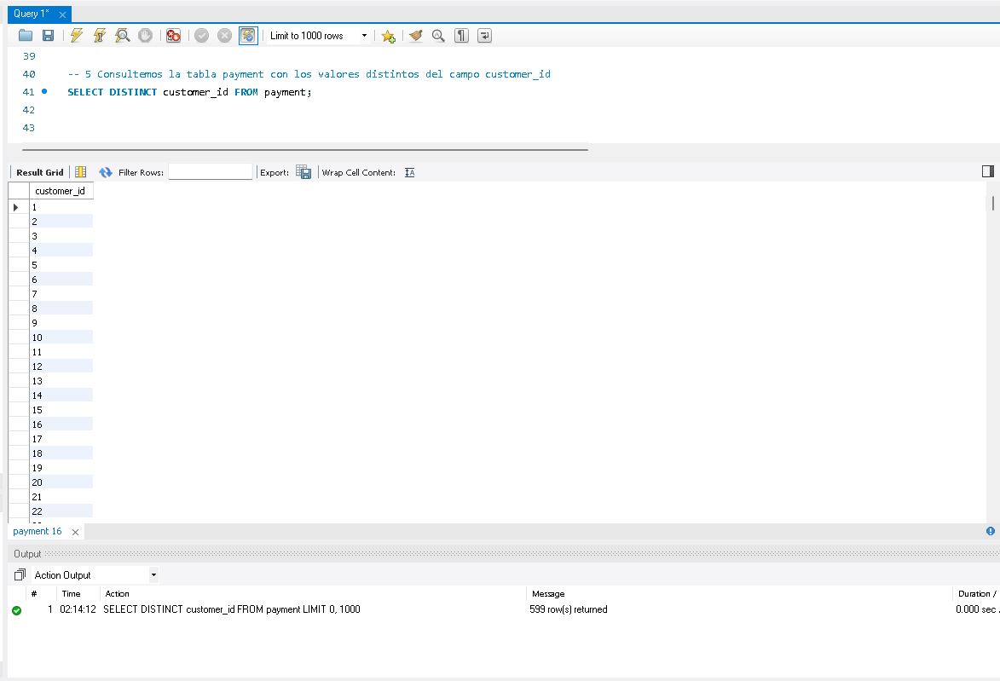 Query 1*
Limit to 1000 rows
39
40 -- 5 Consultemos la tabla payment con los valores distintos del campo customer_id
41 SELECT DISTINCT customer_id FROM payment;
42
43
Result Grid Filter Rows: Export: Wrap Cell Content:
customer_id
1
2
3
4
5
6
7
8
9
10
11
12
13
14
15
16
17
18
19
20
21
22
payment 16
Output
Action Output
# Time Action Message Duration /
1 02:14:12 SELECT DISTINCT customer_id FROM payment LIMIT 0, 1000 599 row(s) returned 0.000 sec /